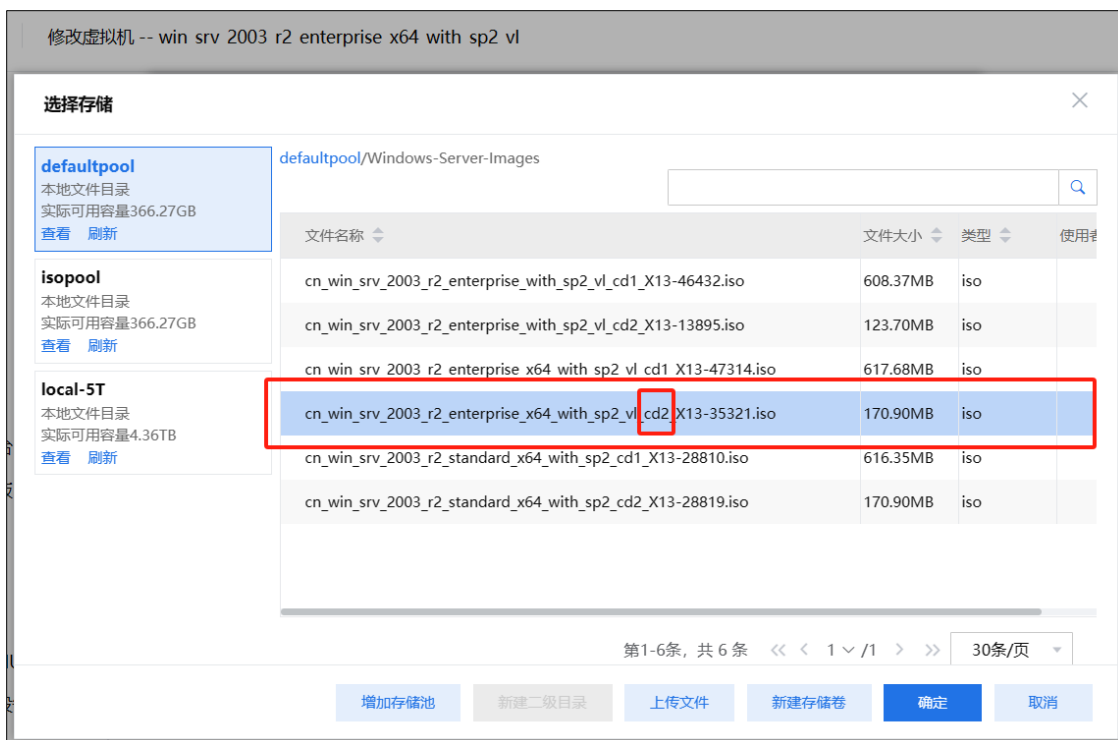 修改虚拟机 -- win srv 2003 r2 enterprise x64 with sp2 vl
选择存储
defaultpool
本地文件目录
实际可用容量366.27GB
查看 刷新
isopool
本地文件目录
实际可用容量366.27GB
查看 刷新
local-5T
本地文件目录
实际可用容量4.36TB
查看 刷新
defaultpool/Windows-Server-Images
文件名称 文件大小 类型 使用
cn_win_srv_2003_r2_enterprise_with_sp2_vl_cd1_X13-46432.iso 608.37MB iso
cn_win_srv_2003_r2_enterprise_with_sp2_vl_cd2_X13-13895.iso 123.70MB iso
cn_win_srv_2003_r2_enterprise_x64_with_sp2_vl_cd1_X13-47314.iso 617.68MB iso
cn_win_srv_2003_r2_enterprise_x64_with_sp2_vl_cd2_X13-35321.iso 170.90MB iso
cn_win_srv_2003_r2_standard_x64_with_sp2_cd1_X13-28810.iso 616.35MB iso
cn_win_srv_2003_r2_standard_x64_with_sp2_cd2_X13-28819.iso 170.90MB iso
第1-6条，共 6 条 1 /1 30条/页
增加存储池 新建二级目录 上传文件 新建存储卷 确定 取消